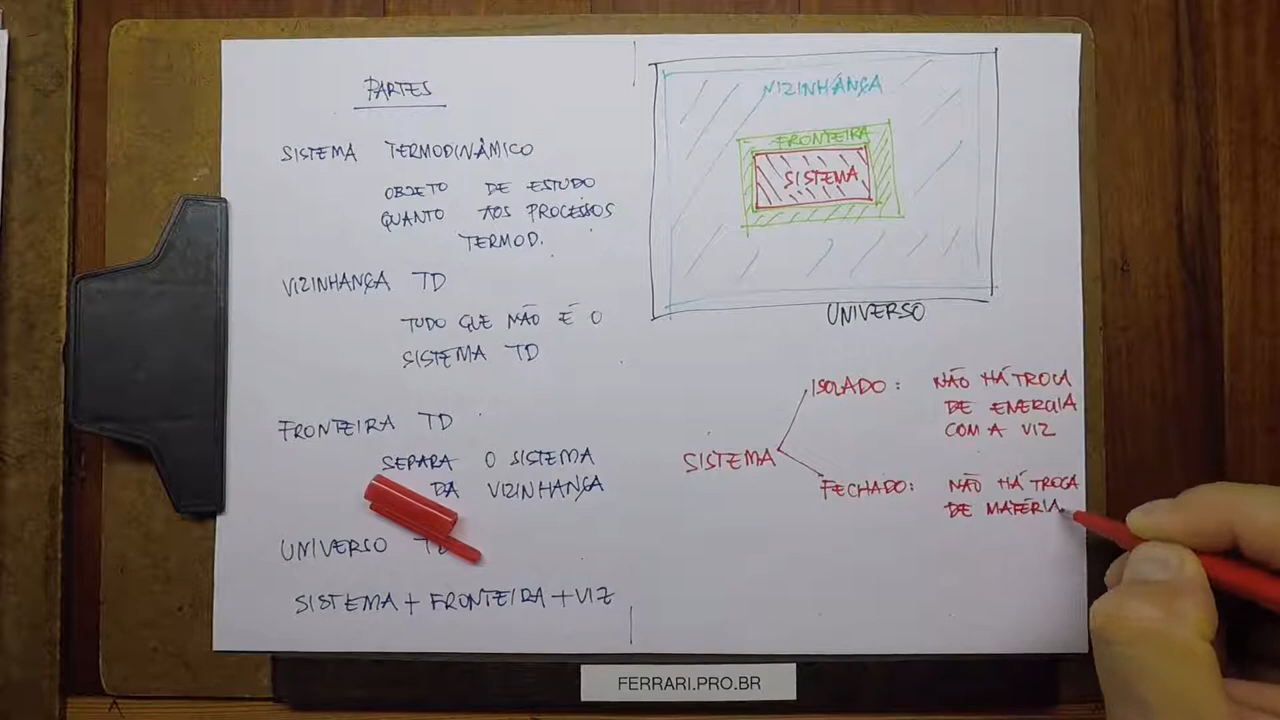 PARTES
SISTEMA TERMODINÂMICO
OBJETO DE ESTUDO
QUANTO AOS PROCESSOS
TERMOD.
VIZINHANÇA TD
TUDO QUE NÃO É O
SISTEMA TD
FRONTEIRA TD
SEPARA O SISTEMA
DA VIZINHANÇA
UNIVERSO TD
SISTEMA + FRONTEIRA + VIZ
VIZINHANÇA
FRONTEIRA
SISTEMA
UNIVERSO
SISTEMA
ISOLADO: NÃO HÁ TROCA
DE ENERGIA
COM A VIZ
FECHADO: NÃO HÁ TROCA
DE MATÉRIA
FERRARI.PRO.BR